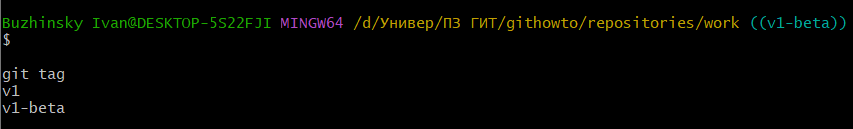 Buzhinsky Ivan@DESKTOP-5S22FJI MINGW64 /d/Универ/ПЗ ГИТ/githowto/repositories/work ((v1-beta))
$
git tag
v1
v1-beta